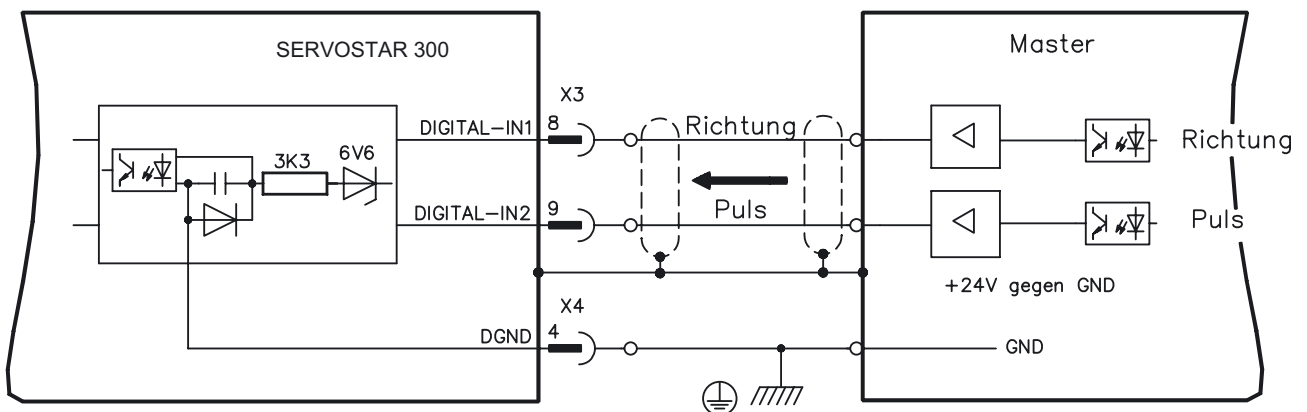 SERVOSTAR 300
Master
X3
DIGITAL-IN1
8
Richtung
Richtung
3K3
6V6
DIGITAL-IN2
9
Puls
Puls
+24V gegen GND
X4
DGND
4
GND